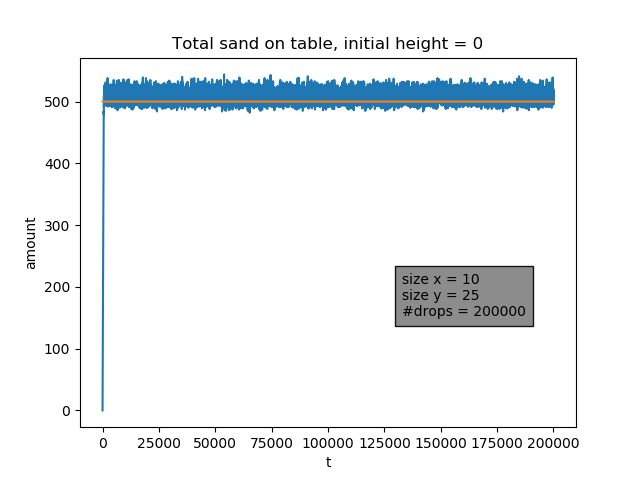 Total sand on table, initial height = 0
amount
500
400
300
200
100
0
size x = 10
size y = 25
#drops = 200000
0 25000 50000 75000 100000 125000 150000 175000 200000
t